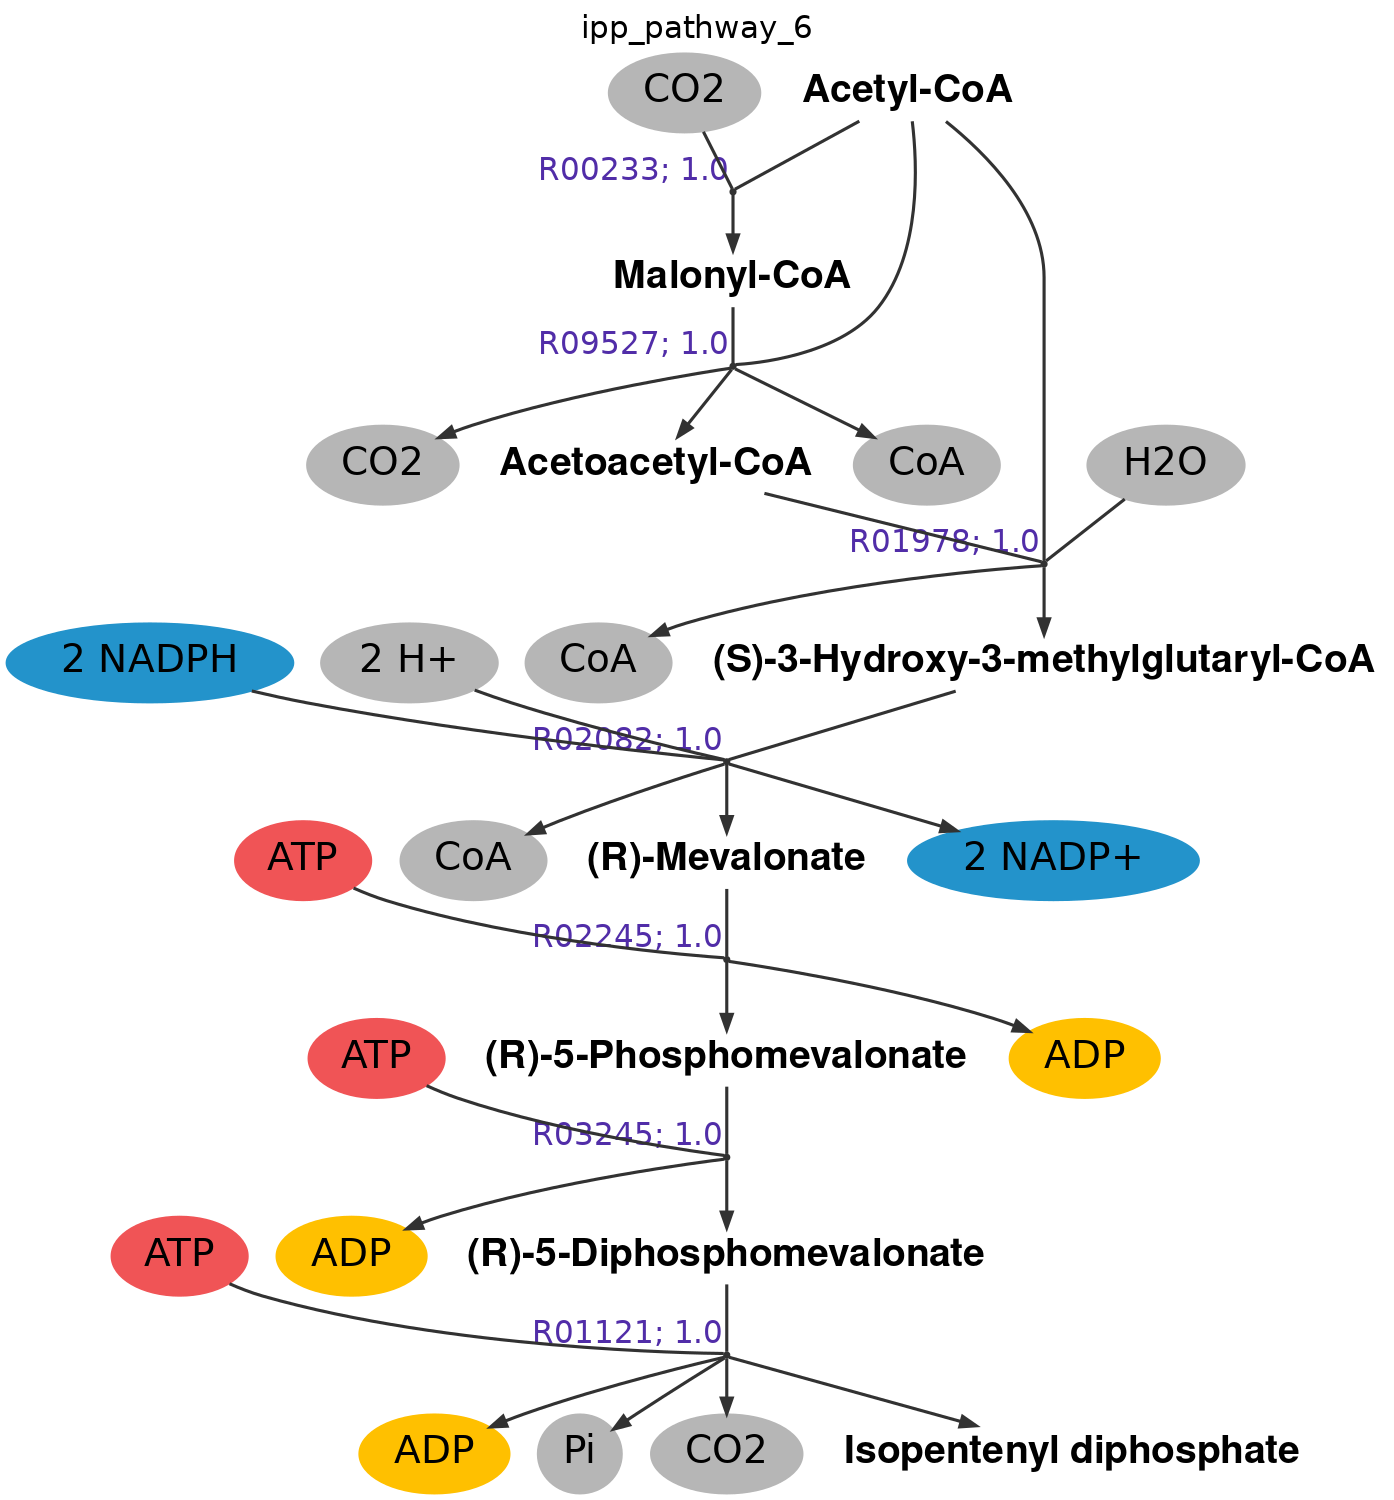 ipp_pathway_6
CO2
Acetyl-CoA
R00233; 1.0
Malonyl-CoA
R09527; 1.0
CO2
Acetoacetyl-CoA
CoA
H2O
R01978; 1.0
2 NADPH
2 H+
CoA
(S)-3-Hydroxy-3-methylglutaryl-CoA
R02082; 1.0
ATP
CoA
(R)-Mevalonate
2 NADP+
R02245; 1.0
ATP
(R)-5-Phosphomevalonate
ADP
R03245; 1.0
ATP
ADP
(R)-5-Diphosphomevalonate
R01121; 1.0
ADP
Pi
CO2
Isopentenyl diphosphate